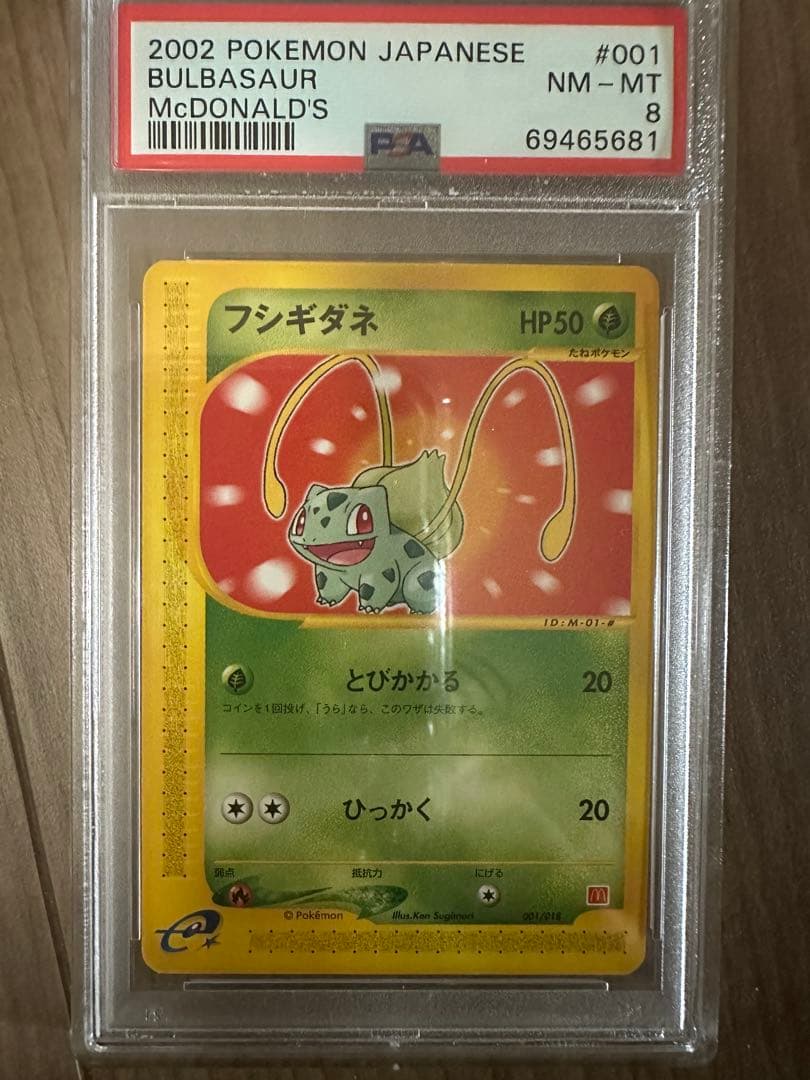 2002 POKEMON JAPANESE #001
BULBASAUR NM - MT
McDONALD'S 8
PSA 69465681
フシギダネ HP50
たねポケモン
ID:M-01-#
とびかかる 20
コインを1回投げ、「うら」なら、このワザは失敗する。
ひっかく 20
弱点 抵抗力 にげる
© Pokémon Illus.Ken Sugimori 001/018
e